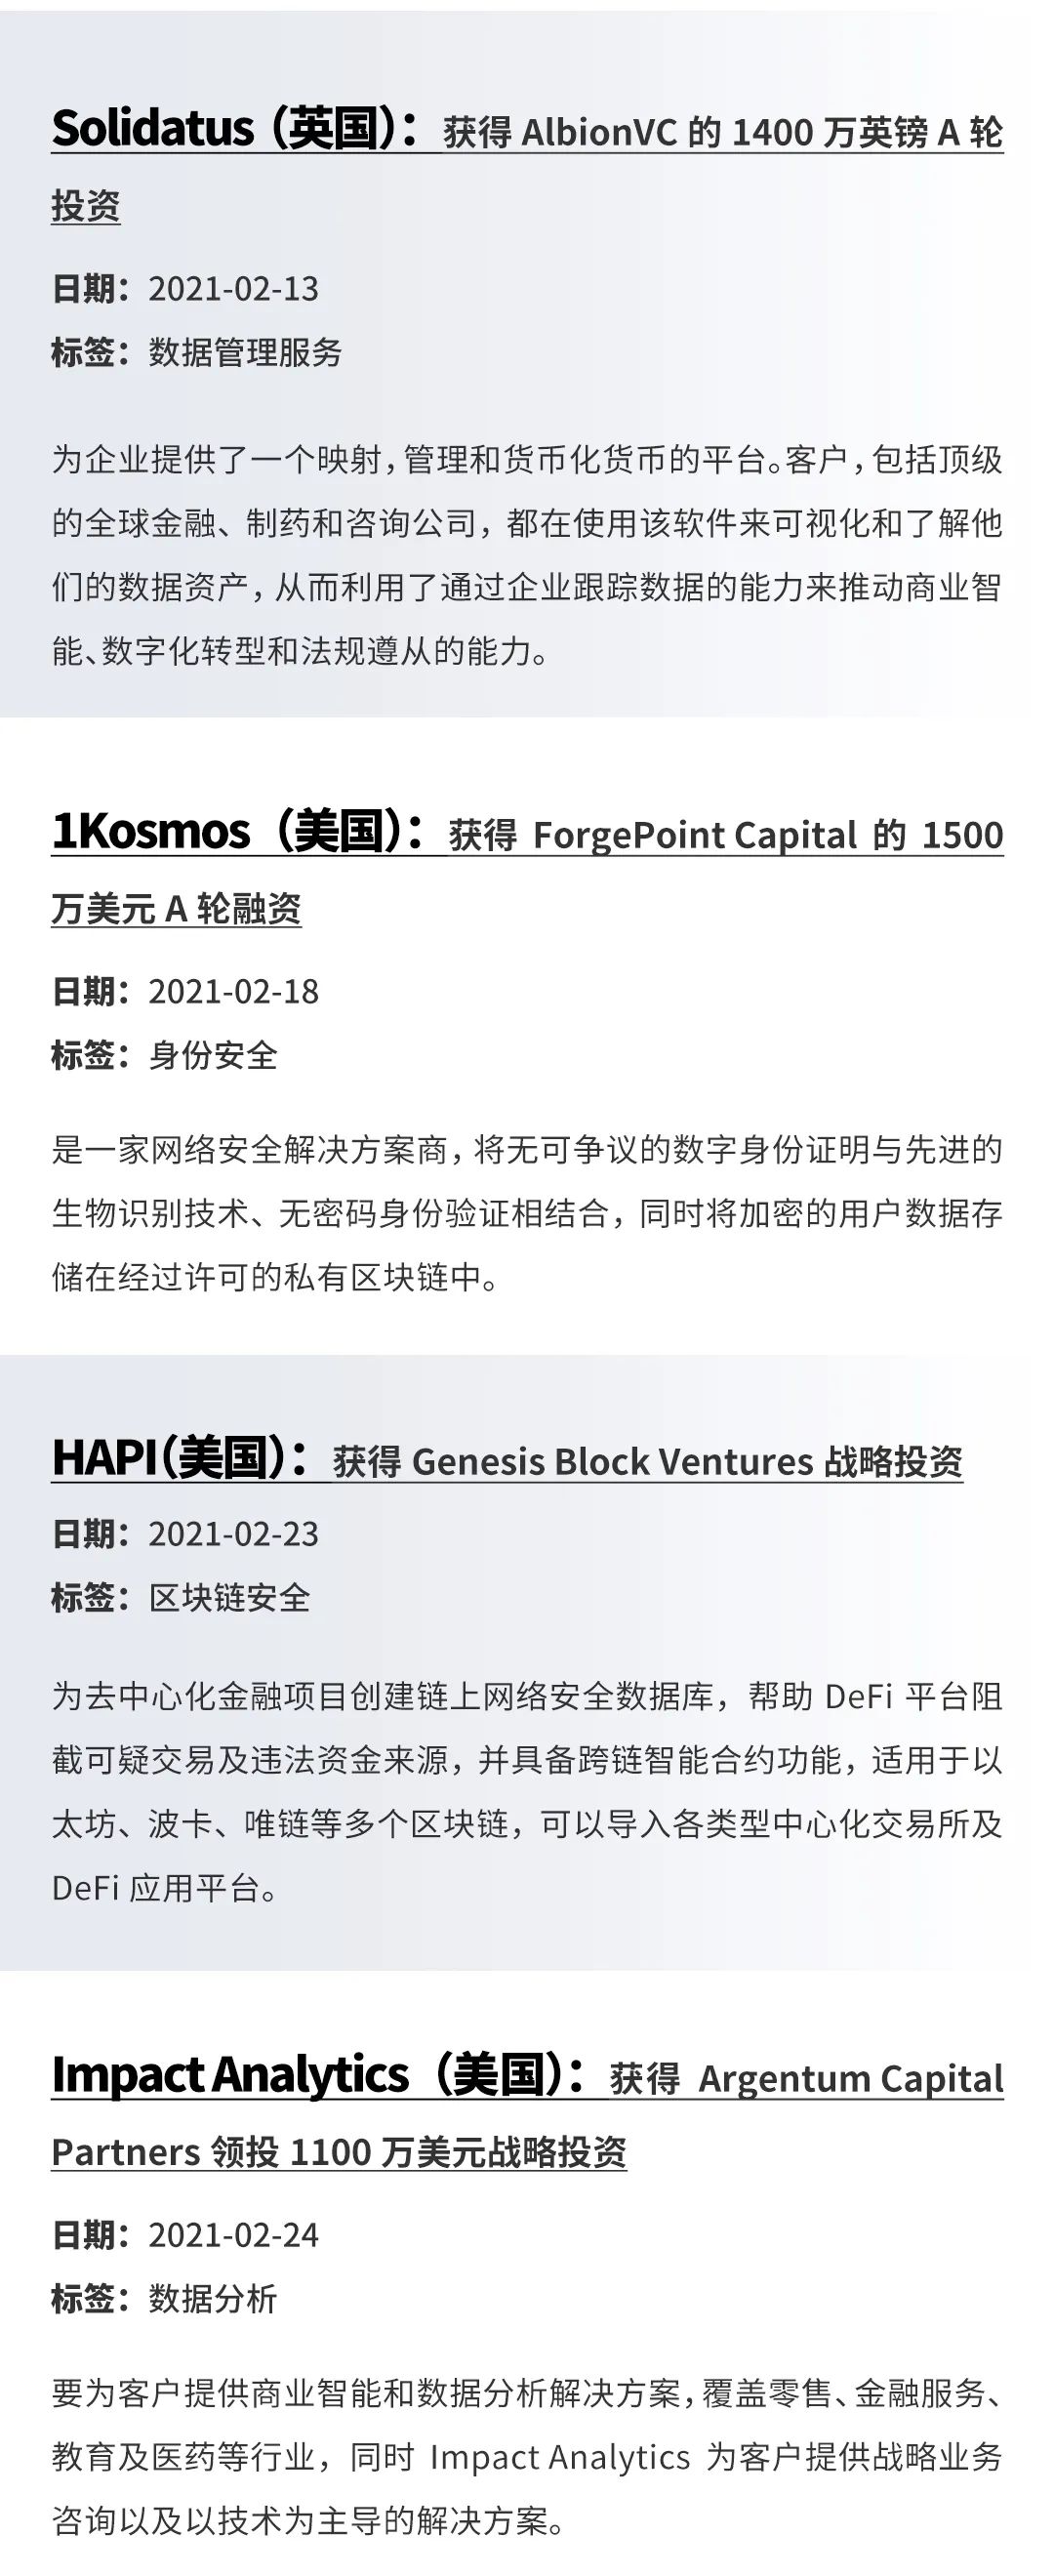 Solidatus（英国）：获得 AlbionVC 的 1400 万英镑 A 轮
投资
日期：2021-02-13
标签：数据管理服务
为企业提供了一个映射，管理和货币化货币的平台。客户，包括顶级
的全球金融、制药和咨询公司，都在使用该软件来可视化和了解他
们的数据资产，从而利用了通过企业跟踪数据的能力来推动商业智
能、数字化转型和法规遵从的能力。
1Kosmos（美国）：获得 ForgePoint Capital 的 1500
万美元 A 轮融资
日期：2021-02-18
标签：身份安全
是一家网络安全解决方案商，将无可争议的数字身份证明与先进的
生物识别技术、无密码身份验证相结合，同时将加密的用户数据存
储在经过许可的私有区块链中。
HAPI（美国）：获得 Genesis Block Ventures 战略投资
日期：2021-02-23
标签：区块链安全
为去中心化金融项目创建链上网络安全数据库，帮助 DeFi 平台阻
截可疑交易及违法资金来源，并具备跨链智能合约功能，适用于以
太坊、波卡、唯链等多个区块链，可以导入各类型中心化交易所及
DeFi 应用平台。
Impact Analytics（美国）：获得 Argentum Capital
Partners 领投 1100 万美元战略投资
日期：2021-02-24
标签：数据分析
要为客户提供商业智能和数据分析解决方案，覆盖零售、金融服务、
教育及医药等行业，同时 Impact Analytics 为客户提供战略业务
咨询以及以技术为主导的解决方案。